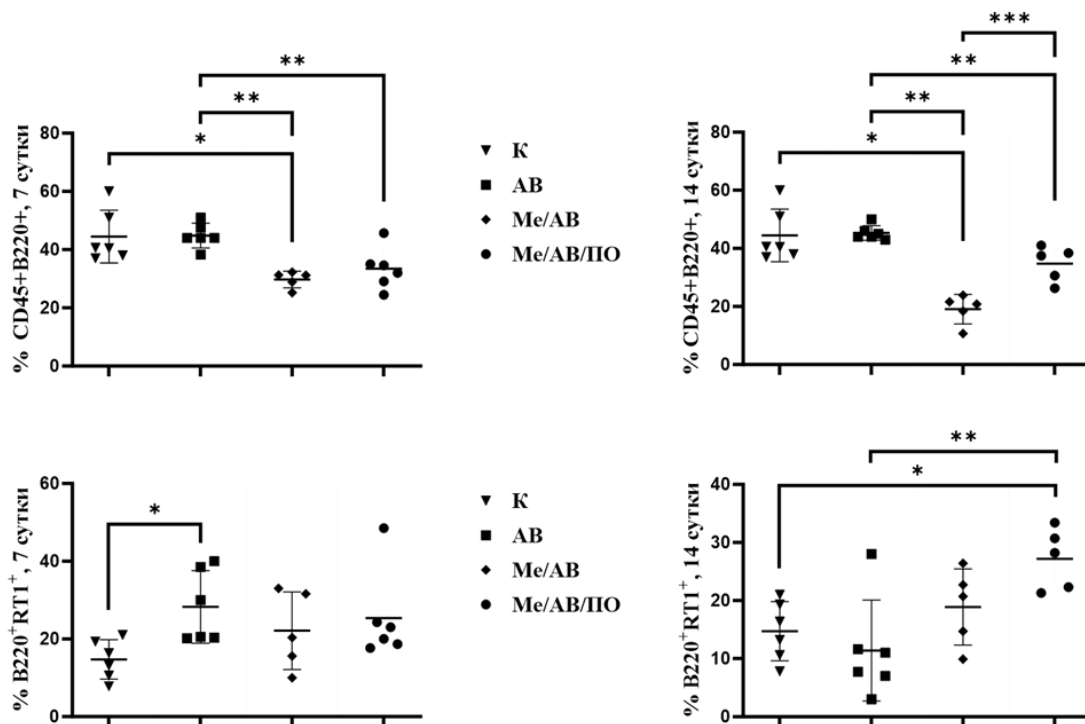 % CD45+B220+, 7 сутки
80
60
40
20
0
*
**
**
К
АВ
Ме/АВ
Ме/АВ/ПО
% CD45+B220+, 14 сутки
80
60
40
20
0
*
**
**
***
% B220+RT1+, 7 сутки
60
40
20
0
*
К
АВ
Ме/АВ
Ме/АВ/ПО
% B220+RT1+, 14 сутки
40
30
20
10
0
*
**